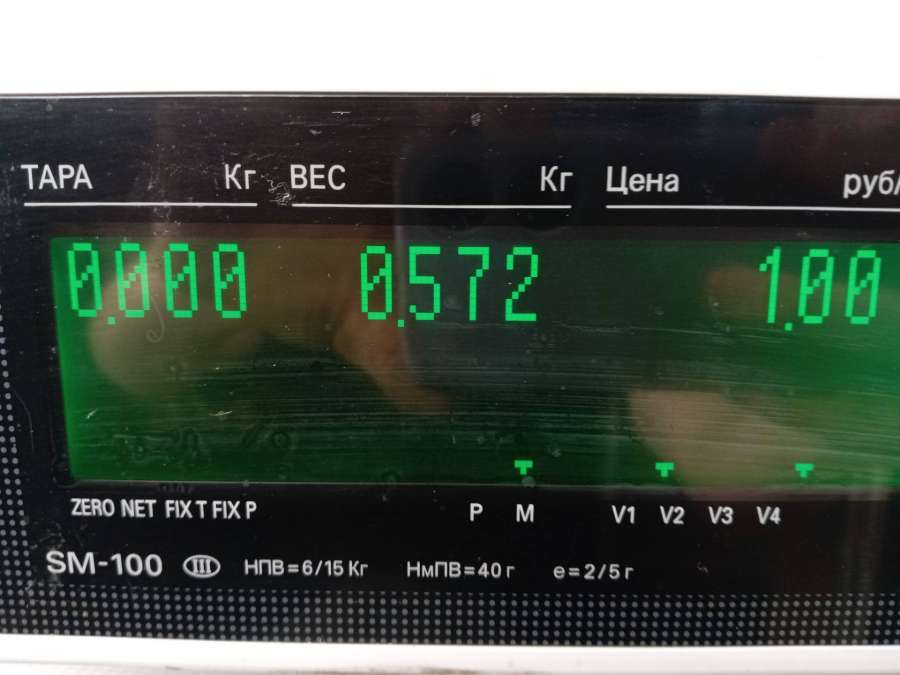 ТАРА Кг ВЕС Кг Цена руб/
0.000 0.572 1.00
ZERO NET FIX T FIX P P M V1 V2 V3 V4
SM-100 III НПВ=6/15 Кг НмПВ=40 г е=2/5 г